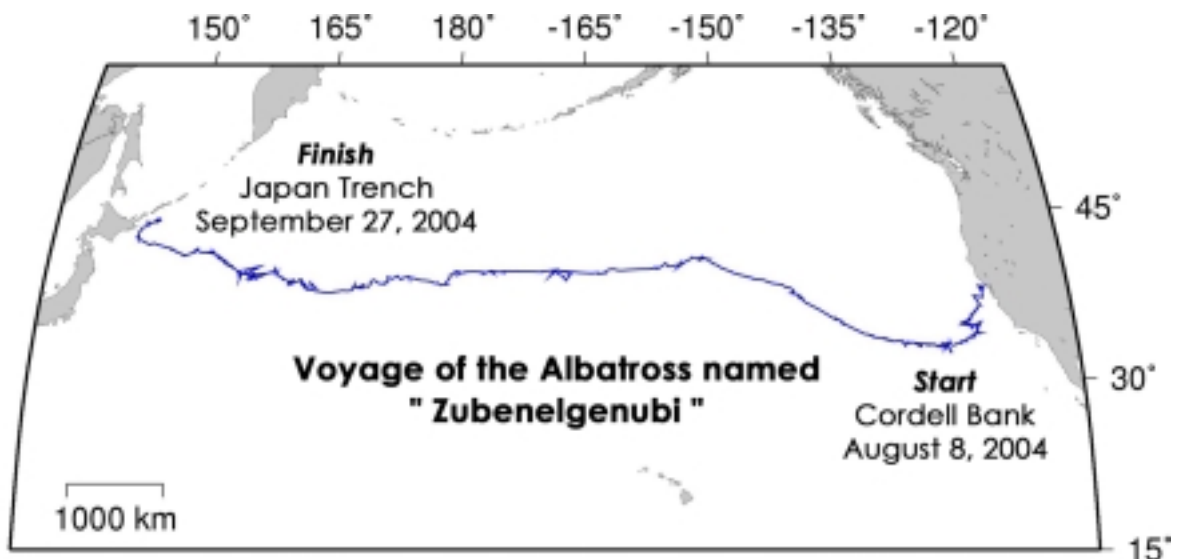 150° 165° 180° -165° -150° -135° -120°
Finish
Japan Trench
September 27, 2004
45°
Voyage of the Albatross named
" Zubenelgenubi "
30°
Start
Cordell Bank
August 8, 2004
1000 km
15°